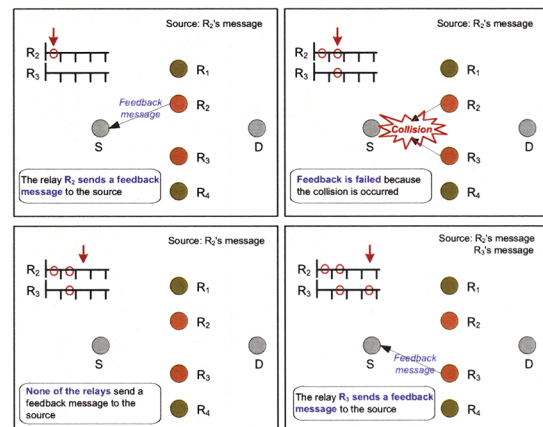 Source: R2's message
R2
R3
R1
Feedback
message
R2
S
D
R3
The relay R2 sends a feedback
message to the source
R4
Source: R2's message
R2
R3
R1
R2
Collision
S
D
R3
Feedback is failed because
the collision is occurred
R4
Source: R2's message
R2
R3
R1
R2
S
D
R3
None of the relays send a
feedback message to the
source
R4
Source: R2's message
R3's message
R2
R3
R1
R2
S
D
Feedback
message
R3
The relay R3 sends a feedback
message to the source
R4